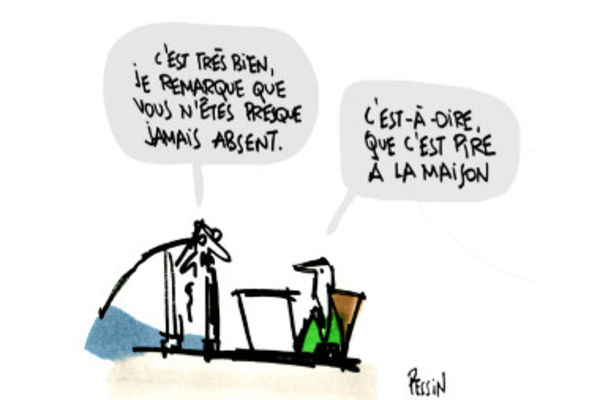 C'EST TRÈS BIEN,
JE REMARQUE QUE
VOUS N'ÊTES PRESQUE
JAMAIS ABSENT.
C'EST-À-DIRE,
QUE C'EST PIRE
À LA MAISON
PESSIN